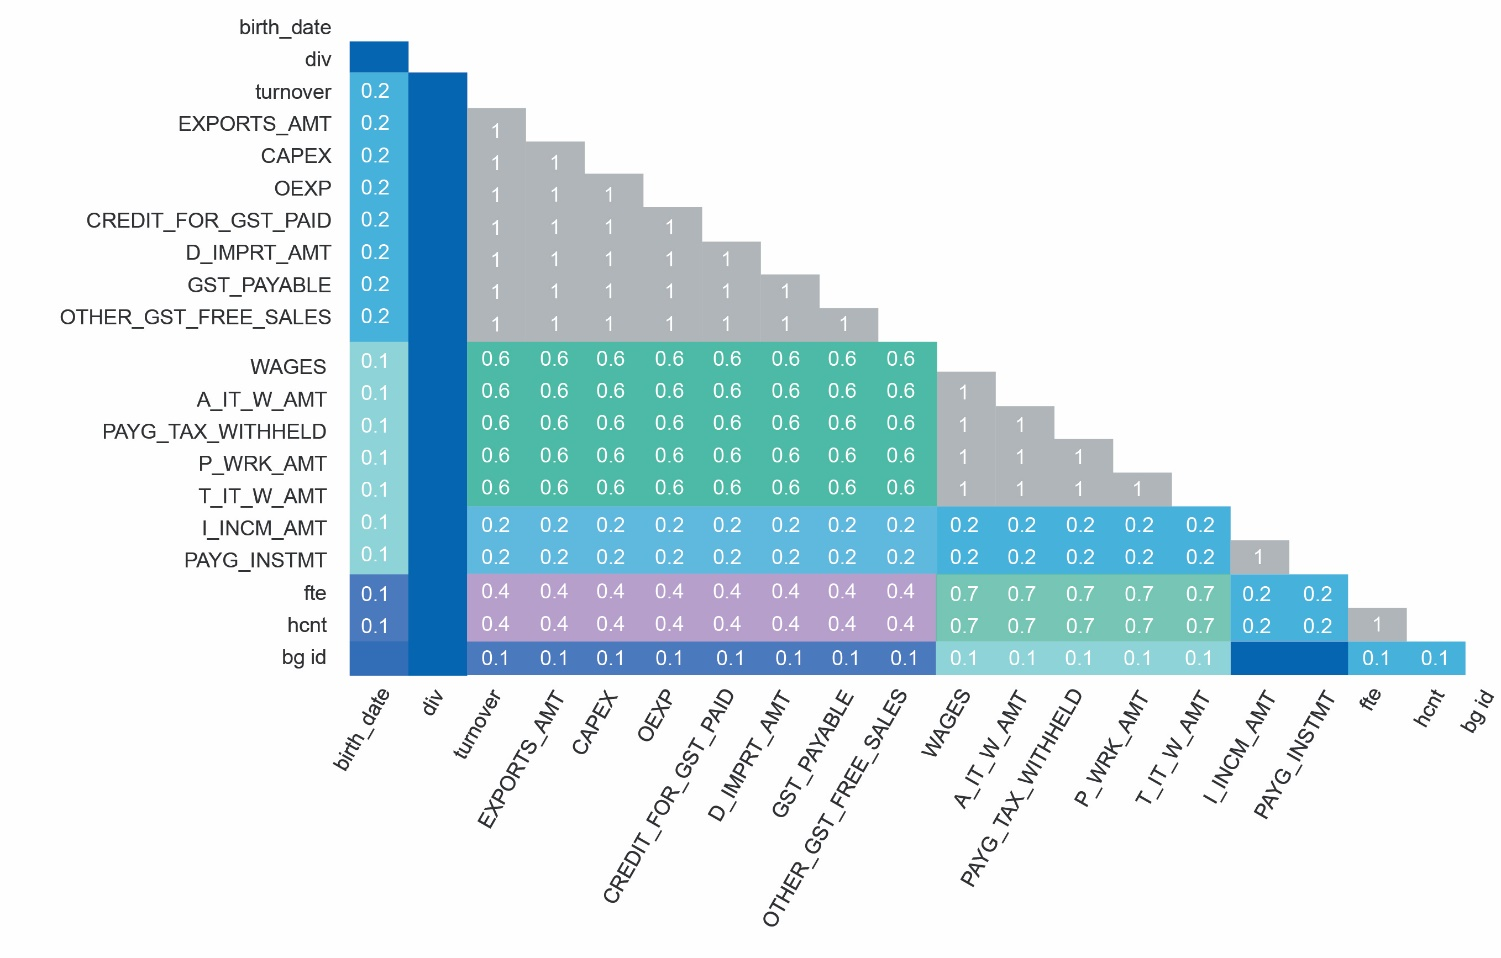 birth_date
div
turnover 0.2
EXPORTS_AMT 0.2 1
CAPEX 0.2 1 1
OEXP 0.2 1 1 1
CREDIT_FOR_GST_PAID 0.2 1 1 1 1
D_IMPRT_AMT 0.2 1 1 1 1 1
GST_PAYABLE 0.2 1 1 1 1 1 1
OTHER_GST_FREE_SALES 0.2 1 1 1 1 1 1 1
WAGES 0.1 0.6 0.6 0.6 0.6 0.6 0.6 0.6 0.6
A_IT_W_AMT 0.1 0.6 0.6 0.6 0.6 0.6 0.6 0.6 0.6 1
PAYG_TAX_WITHHELD 0.1 0.6 0.6 0.6 0.6 0.6 0.6 0.6 0.6 1 1
P_WRK_AMT 0.1 0.6 0.6 0.6 0.6 0.6 0.6 0.6 0.6 1 1 1
T_IT_W_AMT 0.1 0.6 0.6 0.6 0.6 0.6 0.6 0.6 0.6 1 1 1 1
I_INCM_AMT 0.1 0.2 0.2 0.2 0.2 0.2 0.2 0.2 0.2 0.2 0.2 0.2 0.2 0.2
PAYG_INSTMT 0.1 0.2 0.2 0.2 0.2 0.2 0.2 0.2 0.2 0.2 0.2 0.2 0.2 0.2 1
fte 0.1 0.4 0.4 0.4 0.4 0.4 0.4 0.4 0.4 0.7 0.7 0.7 0.7 0.7 0.2 0.2
hcnt 0.1 0.4 0.4 0.4 0.4 0.4 0.4 0.4 0.4 0.7 0.7 0.7 0.7 0.7 0.2 0.2 1
bg id 0.1 0.1 0.1 0.1 0.1 0.1 0.1 0.1 0.1 0.1 0.1 0.1 0.1 0.1 0.1
birth_date
div
turnover
EXPORTS_AMT
CAPEX
OEXP
CREDIT_FOR_GST_PAID
D_IMPRT_AMT
GST_PAYABLE
OTHER_GST_FREE_SALES
WAGES
A_IT_W_AMT
PAYG_TAX_WITHHELD
P_WRK_AMT
T_IT_W_AMT
I_INCM_AMT
PAYG_INSTMT
fte
hcnt
bg id